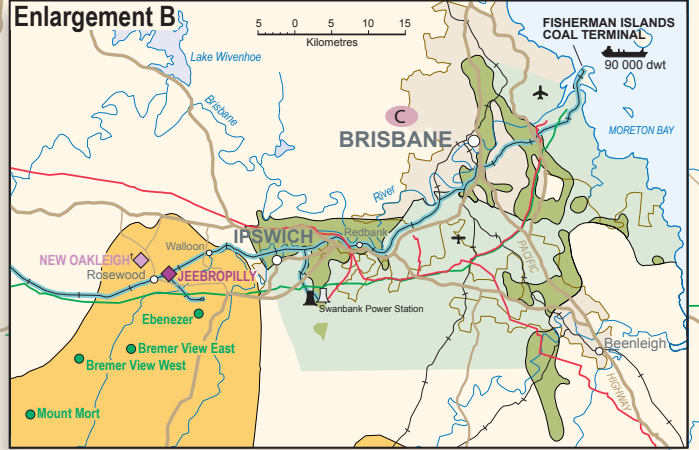 Enlargement B
5 0 5 10 15
Kilometres
FISHERMAN ISLANDS
COAL TERMINAL
90 000 dwt
Lake Wivenhoe
Brisbane
C
BRISBANE
MORETON BAY
River
IPSWICH
Redbank
Walloon
NEW OAKLEIGH
Rosewood
JEEBROPILLY
PACIFIC
Swanbank Power Station
Ebenezer
Bremer View East
Bremer View West
Beenleigh
HIGHWAY
Mount Mort